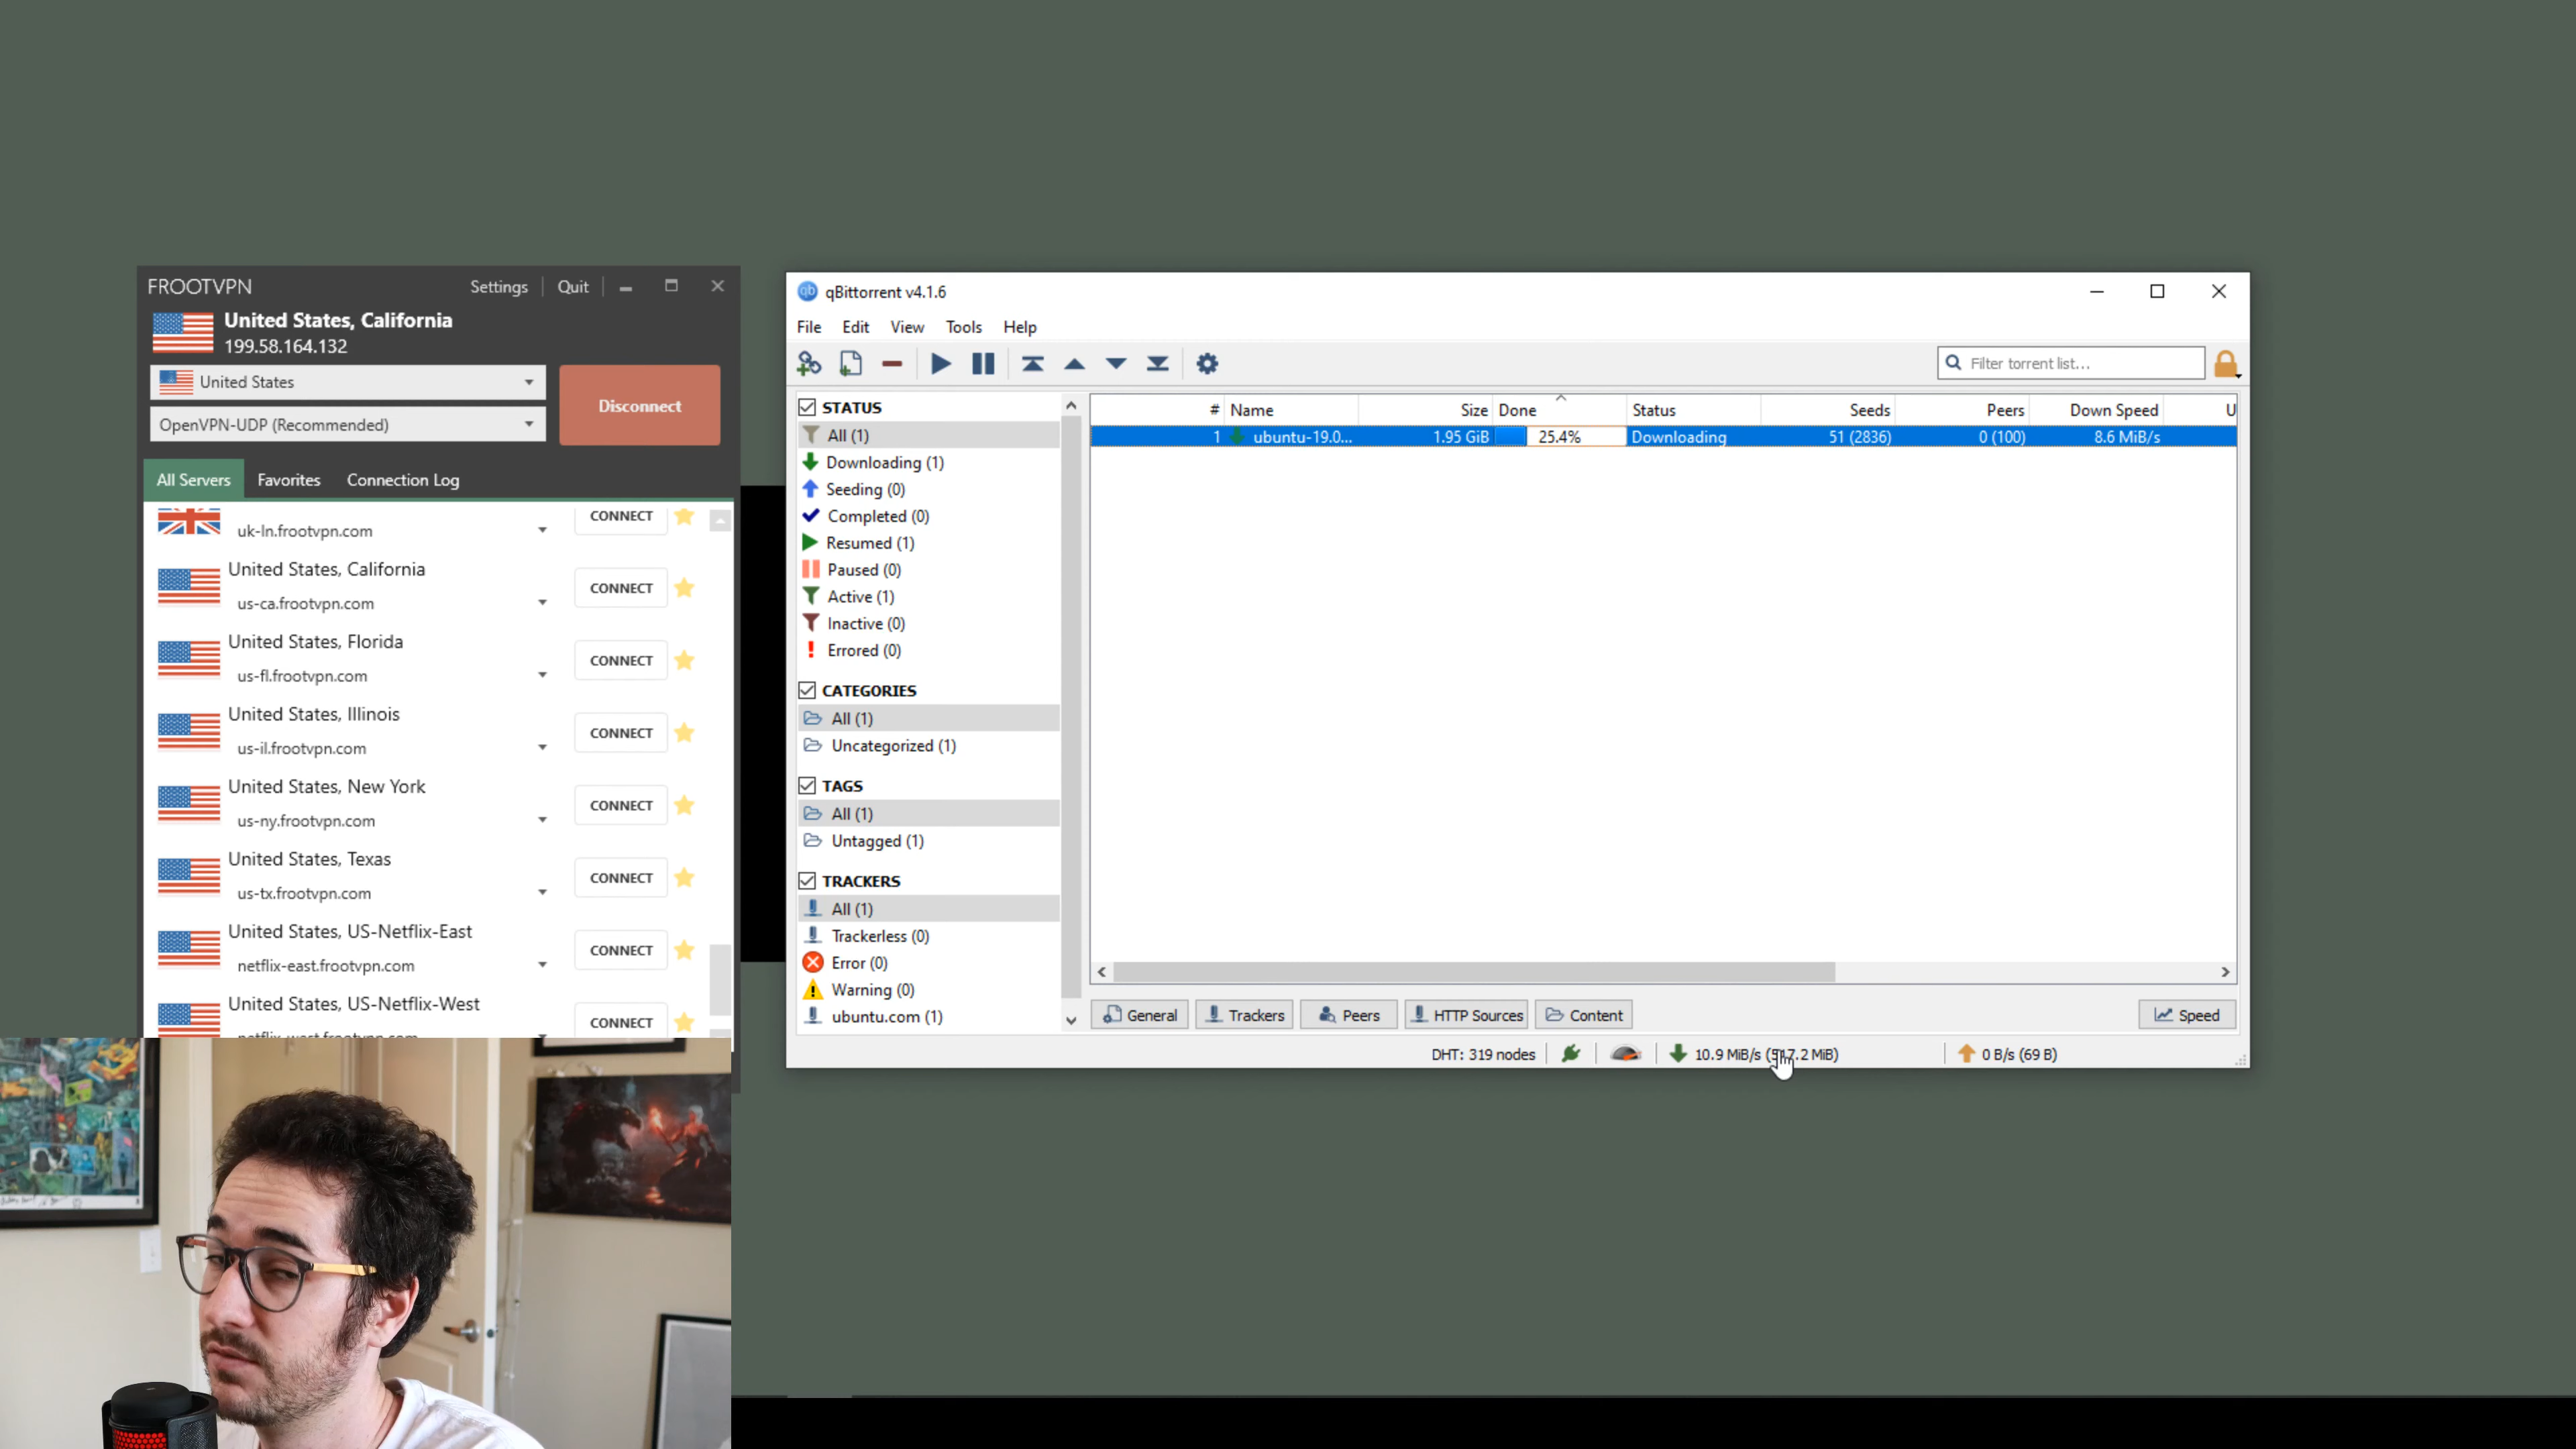 FROOTVPN Settings Quit
United States, California
199.58.164.132
United States
OpenVPN-UDP (Recommended)
Disconnect
All Servers Favorites Connection Log
uk-ln.frootvpn.com CONNECT
United States, California
us-ca.frootvpn.com CONNECT
United States, Florida
us-fl.frootvpn.com CONNECT
United States, Illinois
us-il.frootvpn.com CONNECT
United States, New York
us-ny.frootvpn.com CONNECT
United States, Texas
us-tx.frootvpn.com CONNECT
United States, US-Netflix-East
netflix-east.frootvpn.com CONNECT
United States, US-Netflix-West
netflix-west.frootvpn.com CONNECT
qBittorrent v4.1.6
File Edit View Tools Help
Filter torrent list...
STATUS
All (1)
Downloading (1)
Seeding (0)
Completed (0)
Resumed (1)
Paused (0)
Active (1)
Inactive (0)
Errored (0)
CATEGORIES
All (1)
Uncategorized (1)
TAGS
All (1)
Untagged (1)
TRACKERS
All (1)
Trackerless (0)
Error (0)
Warning (0)
ubuntu.com (1)
# Name Size Done Status Seeds Peers Down Speed U
1 ubuntu-19.0... 1.95 GiB 25.4% Downloading 51 (2836) 0 (100) 8.6 MiB/s
General Trackers Peers HTTP Sources Content Speed
DHT: 319 nodes 10.9 MiB/s MiB) 0 B/s (69 B)